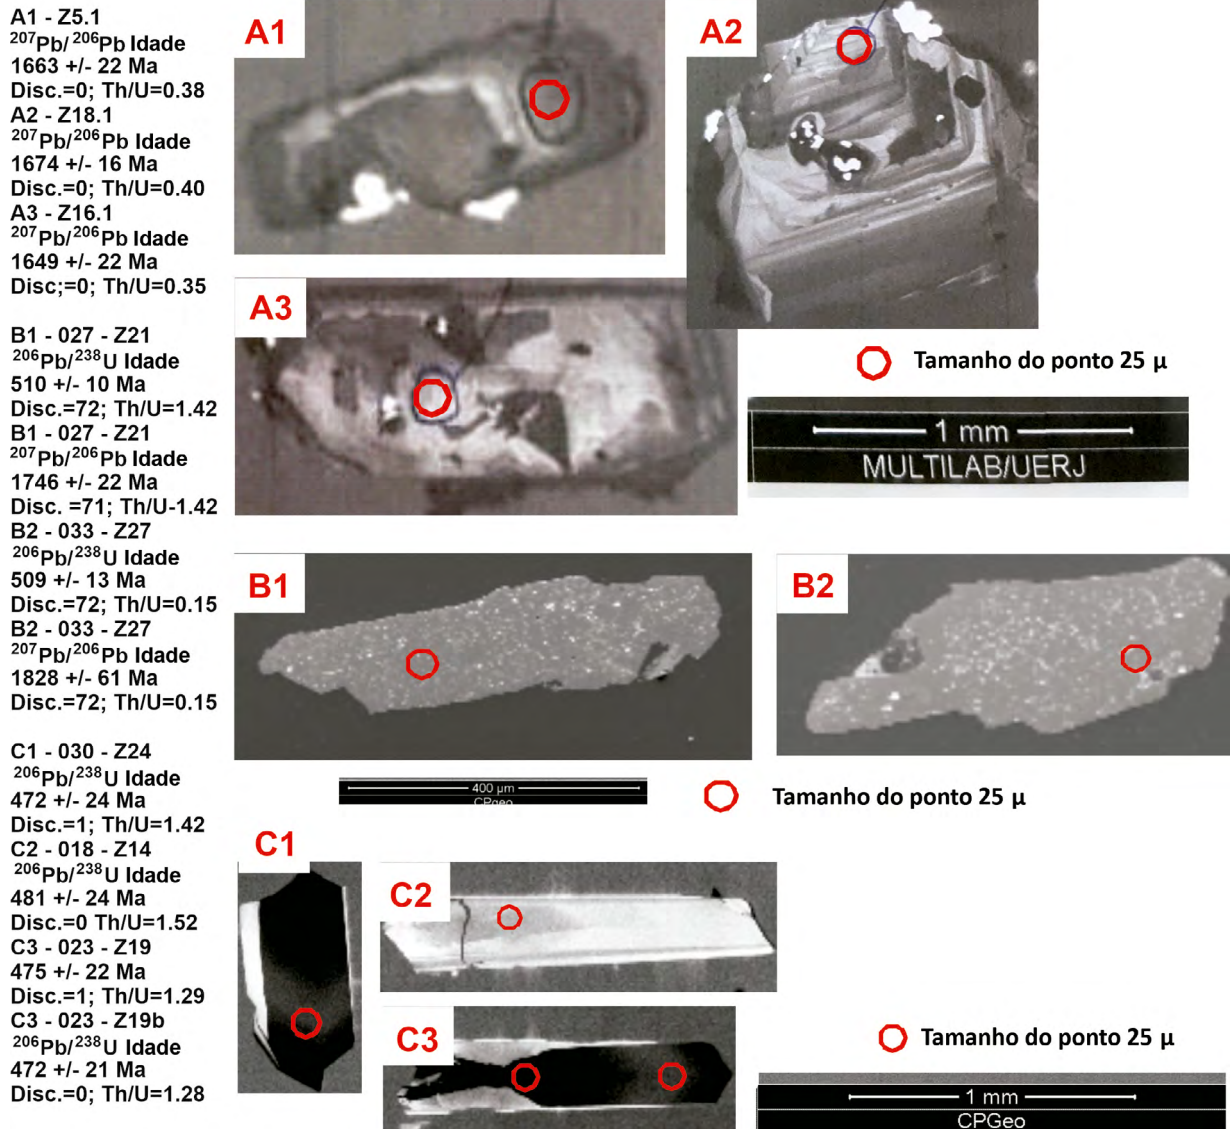 A1 - Z5.1
²⁰⁷Pb/ ²⁰⁶Pb Idade
1663 +/- 22 Ma
Disc.=0; Th/U=0.38
A2 - Z18.1
²⁰⁷Pb/ ²⁰⁶Pb Idade
1674 +/- 16 Ma
Disc.=0; Th/U=0.40
A3 - Z16.1
²⁰⁷Pb/²⁰⁶Pb Idade
1649 +/- 22 Ma
Disc;=0; Th/U=0.35
B1 - 027 - Z21
²⁰⁶Pb/²³⁸U Idade
510 +/- 10 Ma
Disc.=72; Th/U=1.42
B1 - 027 - Z21
²⁰⁷Pb/²⁰⁶Pb Idade
1746 +/- 22 Ma
Disc. =71; Th/U-1.42
B2 - 033 - Z27
²⁰⁶Pb/²³⁸U Idade
509 +/- 13 Ma
Disc.=72; Th/U=0.15
B2 - 033 - Z27
²⁰⁷Pb/²⁰⁶Pb Idade
1828 +/- 61 Ma
Disc.=72; Th/U=0.15
C1 - 030 - Z24
²⁰⁶Pb/²³⁸U Idade
472 +/- 24 Ma
Disc.=1; Th/U=1.42
C2 - 018 - Z14
²⁰⁶Pb/²³⁸U Idade
481 +/- 24 Ma
Disc.=0 Th/U=1.52
C3 - 023 - Z19
475 +/- 22 Ma
Disc.=1; Th/U=1.29
C3 - 023 - Z19b
²⁰⁶Pb/²³⁸U Idade
472 +/- 21 Ma
Disc.=0; Th/U=1.28
A1
A2
A3
Tamanho do ponto 25 μ
1 mm
MULTILAB/UERJ
B1
B2
400 μm
CPgeo
Tamanho do ponto 25 μ
C1
C2
C3
Tamanho do ponto 25 μ
1 mm
CPGeo